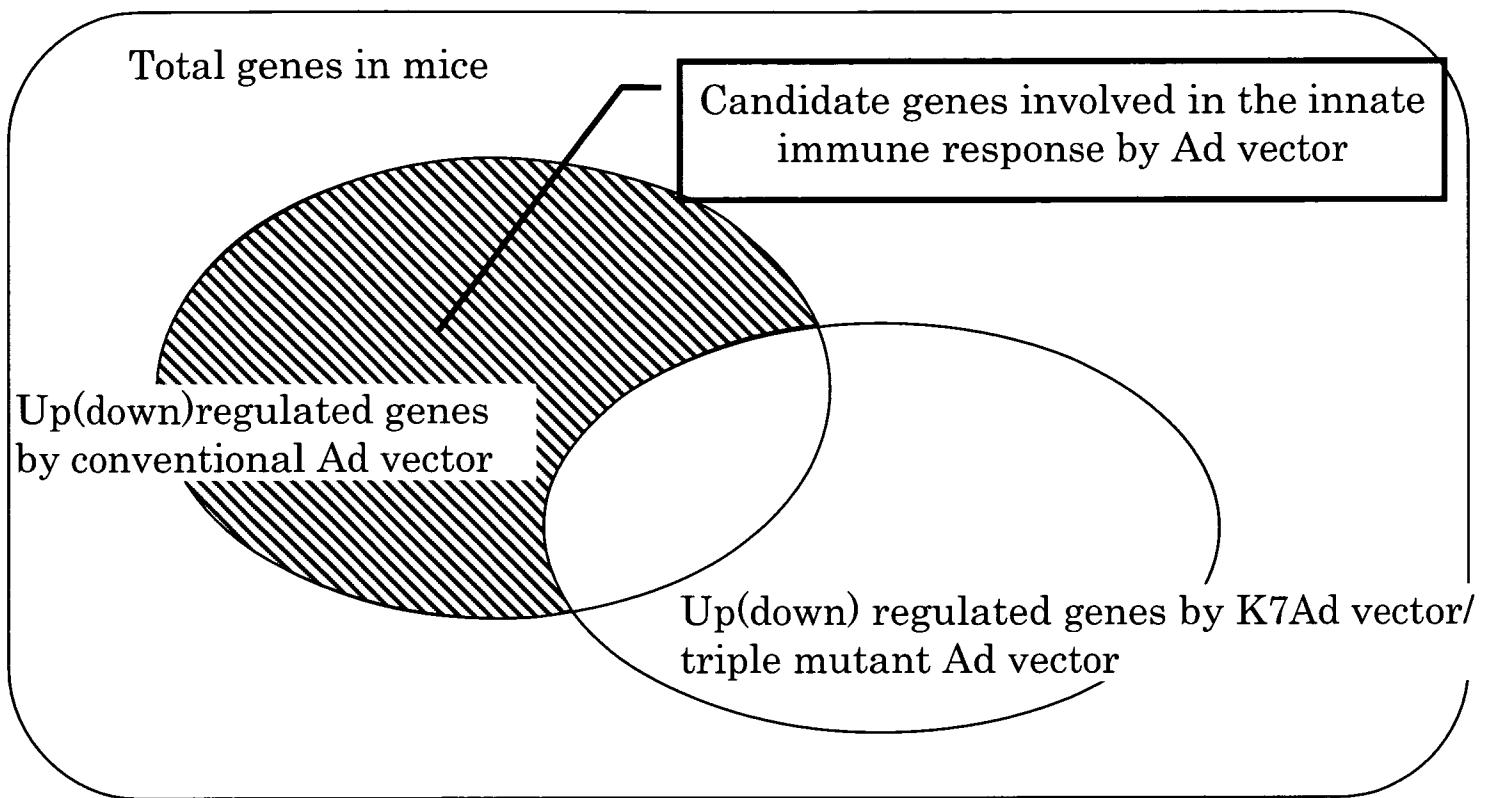 Total genes in mice
Candidate genes involved in the innate
immune response by Ad vector
Up(down)regulated genes
by conventional Ad vector
Up(down) regulated genes by K7Ad vector/
triple mutant Ad vector